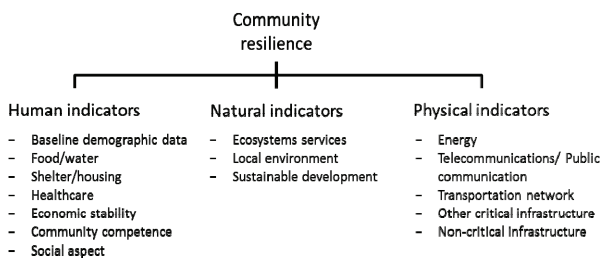 Community
resilience
Human indicators
– Baseline demographic data
– Food/water
– Shelter/housing
– Healthcare
– Economic stability
– Community competence
– Social aspect
Natural indicators
– Ecosystems services
– Local environment
– Sustainable development
Physical indicators
– Energy
– Telecommunications/ Public
communication
– Transportation network
– Other critical infrastructure
– Non-critical infrastructure